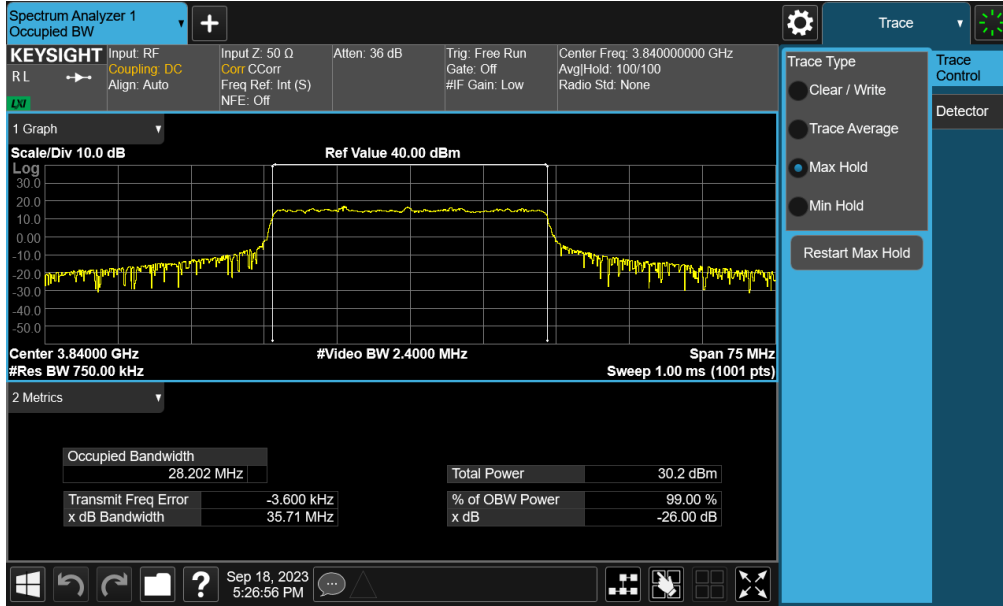 Spectrum Analyzer 1
Occupied BW
+
Trace
KEYSIGHT
R L
LXI
Input: RF
Coupling: DC
Align: Auto
Input Z: 50 Ω
Corr CCorr
Freq Ref: Int (S)
NFE: Off
Atten: 36 dB
Trig: Free Run
Gate: Off
#IF Gain: Low
Center Freq: 3.840000000 GHz
Avg|Hold: 100/100
Radio Std: None
1 Graph
Scale/Div 10.0 dB
Ref Value 40.00 dBm
Log
30.0
20.0
10.0
0.00
-10.0
-20.0
-30.0
-40.0
-50.0
Center 3.84000 GHz
#Video BW 2.4000 MHz
Span 75 MHz
#Res BW 750.00 kHz
Sweep 1.00 ms (1001 pts)
2 Metrics
Occupied Bandwidth
28.202 MHz
Total Power 30.2 dBm
Transmit Freq Error -3.600 kHz
% of OBW Power 99.00 %
x dB Bandwidth 35.71 MHz
x dB -26.00 dB
?
Sep 18, 2023
5:26:56 PM
Trace Type
Clear / Write
Trace Average
Max Hold
Min Hold
Restart Max Hold
Trace
Control
Detector